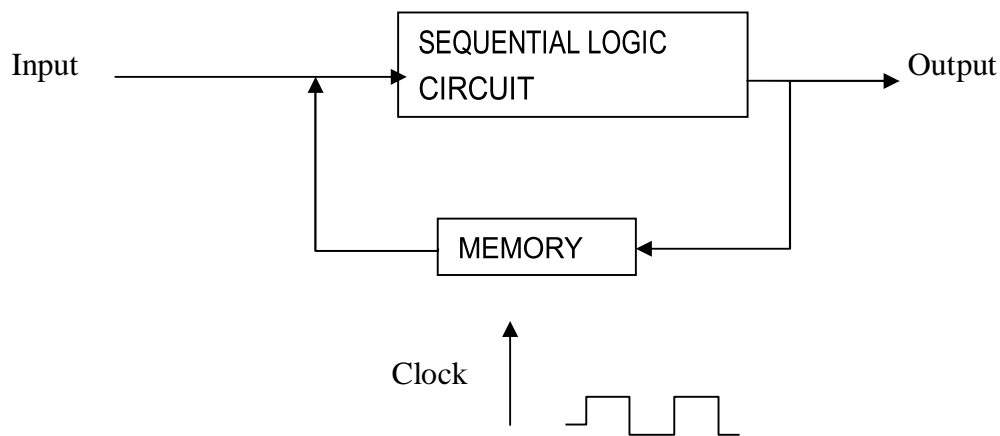 Input
SEQUENTIAL LOGIC
CIRCUIT
Output
MEMORY
Clock